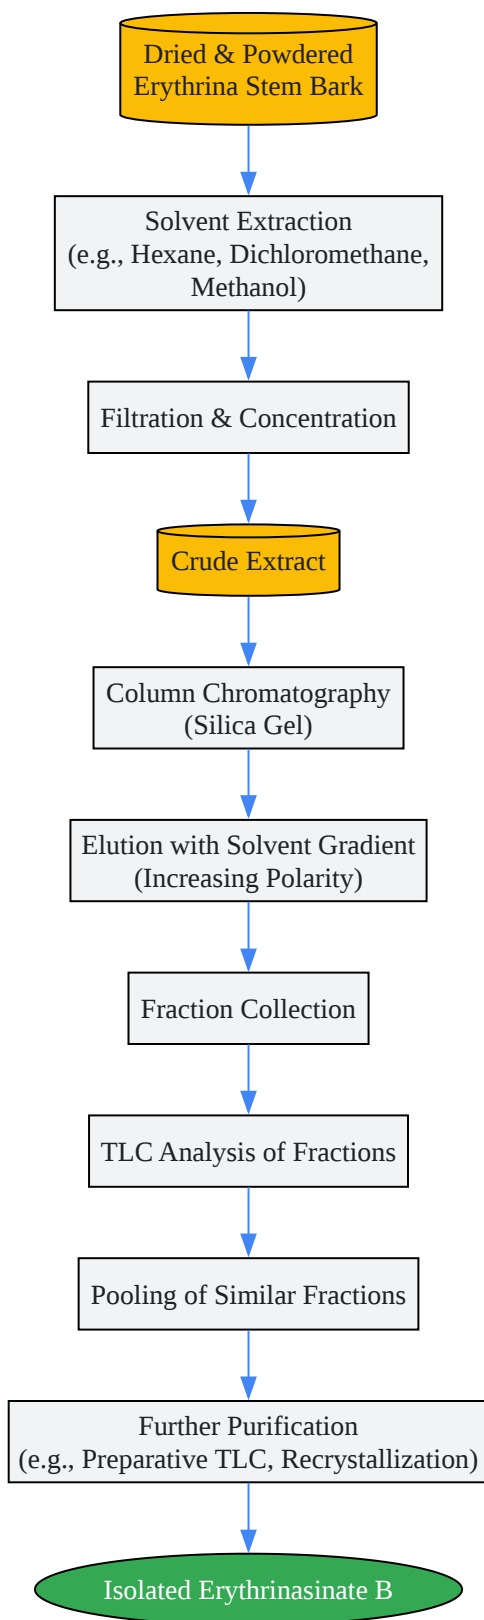 Dried & Powdered
Erythrina Stem Bark
Solvent Extraction
(e.g., Hexane, Dichloromethane,
Methanol)
Filtration & Concentration
Crude Extract
Column Chromatography
(Silica Gel)
Elution with Solvent Gradient
(Increasing Polarity)
Fraction Collection
TLC Analysis of Fractions
Pooling of Similar Fractions
Further Purification
(e.g., Preparative TLC, Recrystallization)
Isolated Erythrinasinate B